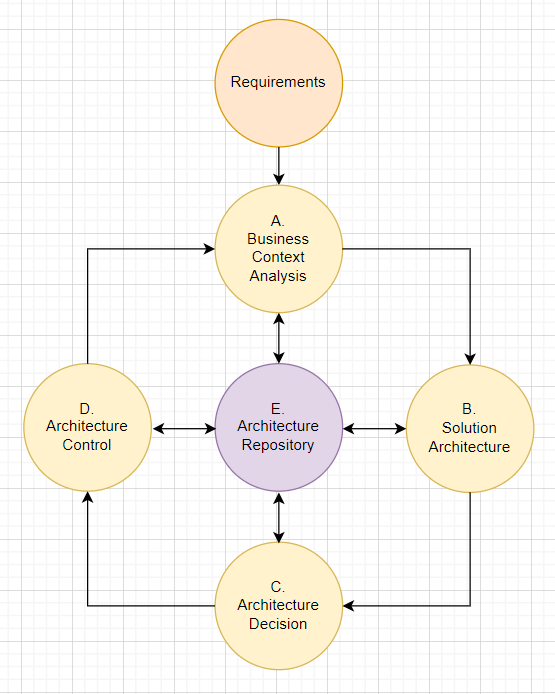 Requirements
A.
Business
Context
Analysis
D.
Architecture
Control
E.
Architecture
Repository
B.
Solution
Architecture
C.
Architecture
Decision